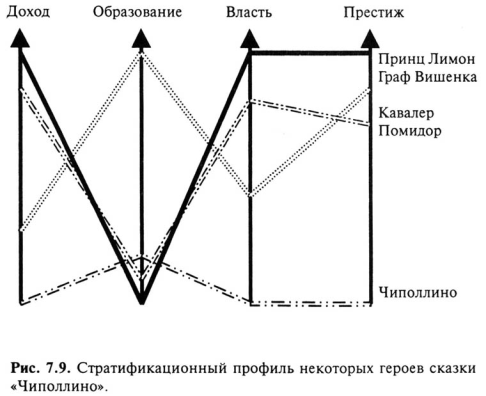 Доход Образование Власть Престиж
Принц Лимон
Граф Вишенка
Кавалер
Помидор
Чиполлино
Рис. 7.9. Стратификационный профиль некоторых героев сказки
«Чиполлино».